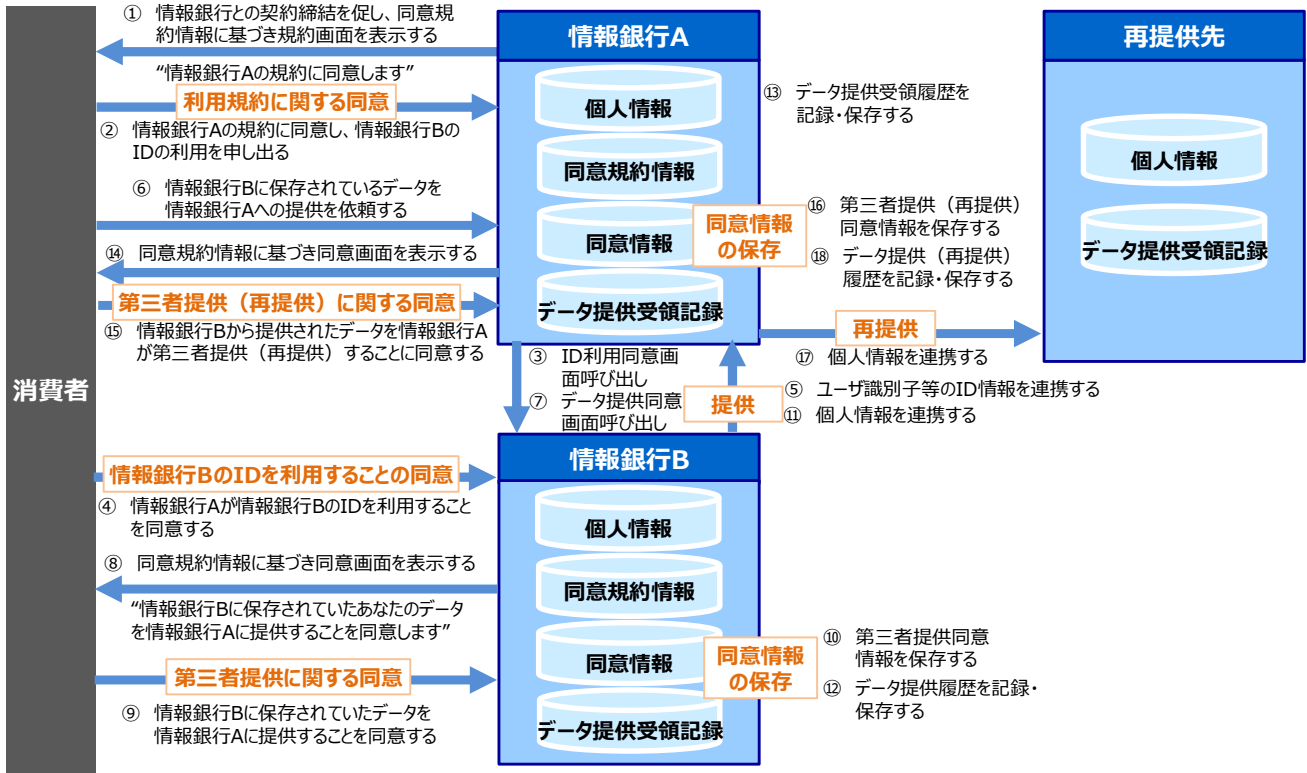 消費者
① 情報銀行との契約締結を促し、同意規
約情報に基づき規約画面を表示する
“情報銀行Aの規約に同意します”
利用規約に関する同意
② 情報銀行Aの規約に同意し、情報銀行Bの
IDの利用を申し出る
⑥ 情報銀行Bに保存されているデータを
情報銀行Aへの提供を依頼する
⑭ 同意規約情報に基づき同意画面を表示する
第三者提供（再提供）に関する同意
⑮ 情報銀行Bから提供されたデータを情報銀行A
が第三者提供（再提供）することに同意する
情報銀行A
個人情報
同意規約情報
同意情報
データ提供受領記録
⑬ データ提供受領履歴を
記録・保存する
同意情報
の保存
⑯ 第三者提供（再提供）
同意情報を保存する
⑱ データ提供（再提供）
履歴を記録・保存する
再提供
⑰ 個人情報を連携する
再提供先
個人情報
データ提供受領記録
③ ID利用同意画
面呼び出し
⑦ データ提供同意
画面呼び出し
提供
⑤ ユーザ識別子等のID情報を連携する
⑪ 個人情報を連携する
情報銀行BのIDを利用することの同意
④ 情報銀行Aが情報銀行BのIDを利用すること
を同意する
⑧ 同意規約情報に基づき同意画面を表示する
“情報銀行Bに保存されていたあなたのデータ
を情報銀行Aに提供することを同意します”
第三者提供に関する同意
⑨ 情報銀行Bに保存されていたデータを
情報銀行Aに提供することを同意する
情報銀行B
個人情報
同意規約情報
同意情報
データ提供受領記録
同意情報
の保存
⑩ 第三者提供同意
情報を保存する
⑫ データ提供履歴を記録・
保存する